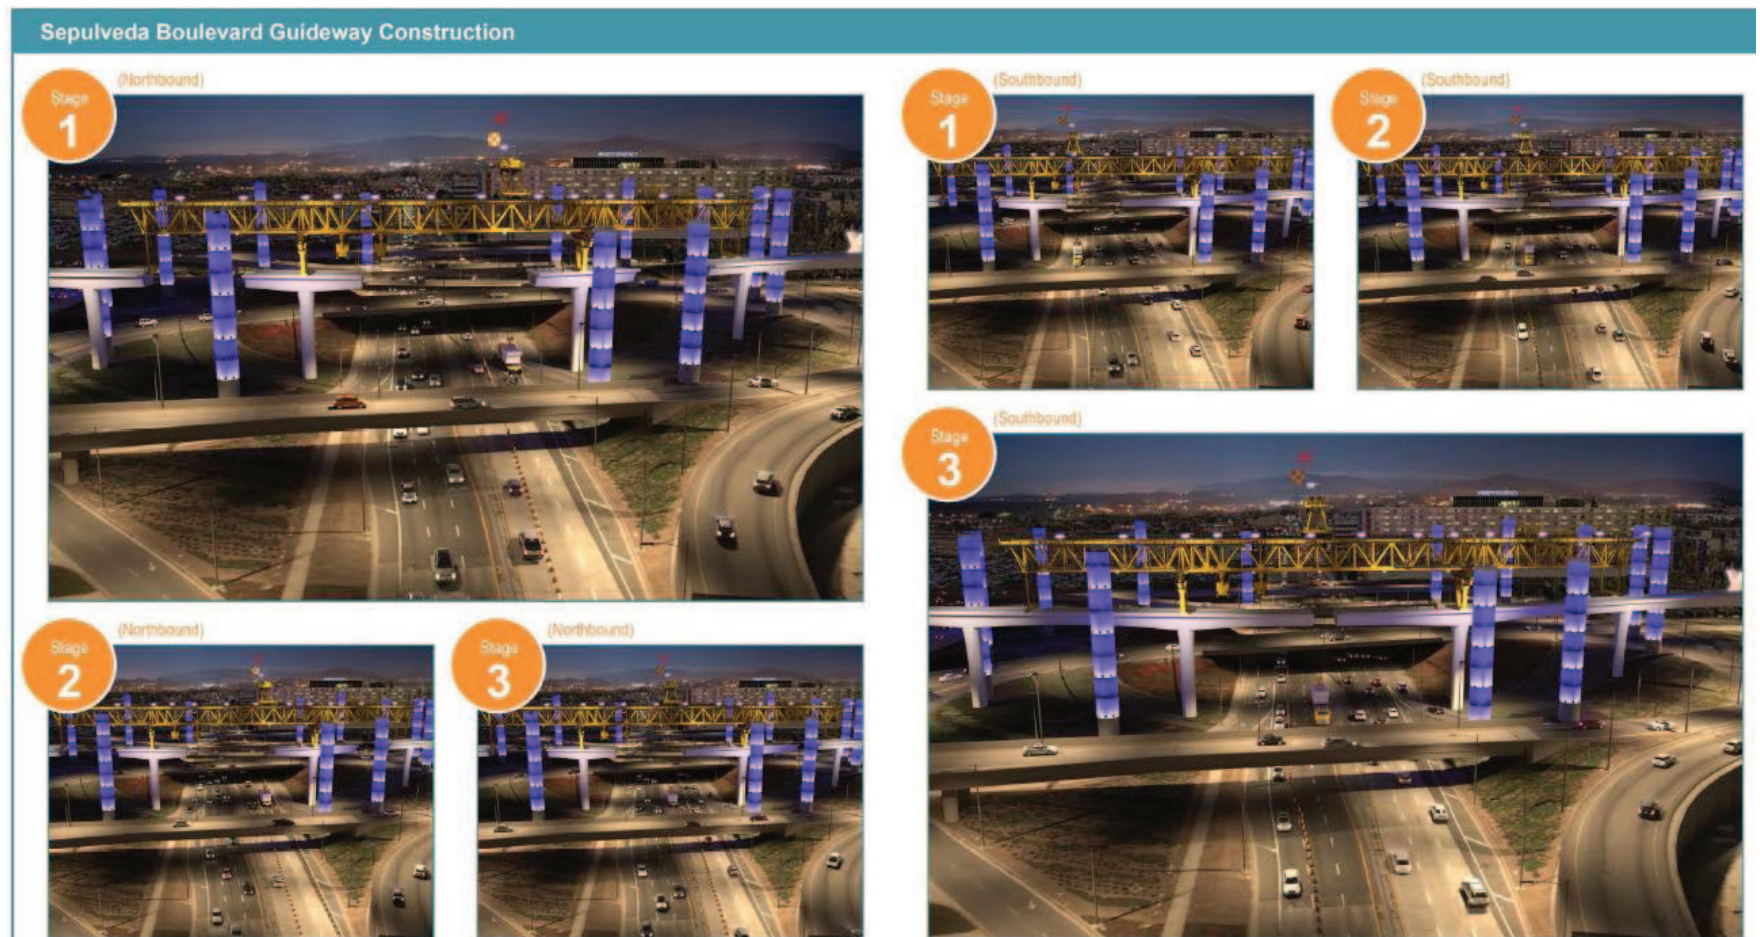 Sepulveda Boulevard Guideway Construction
Stage
1
(Northbound)
Stage
2
(Northbound)
Stage
3
(Northbound)
Stage
1
(Southbound)
Stage
2
(Southbound)
Stage
3
(Southbound)